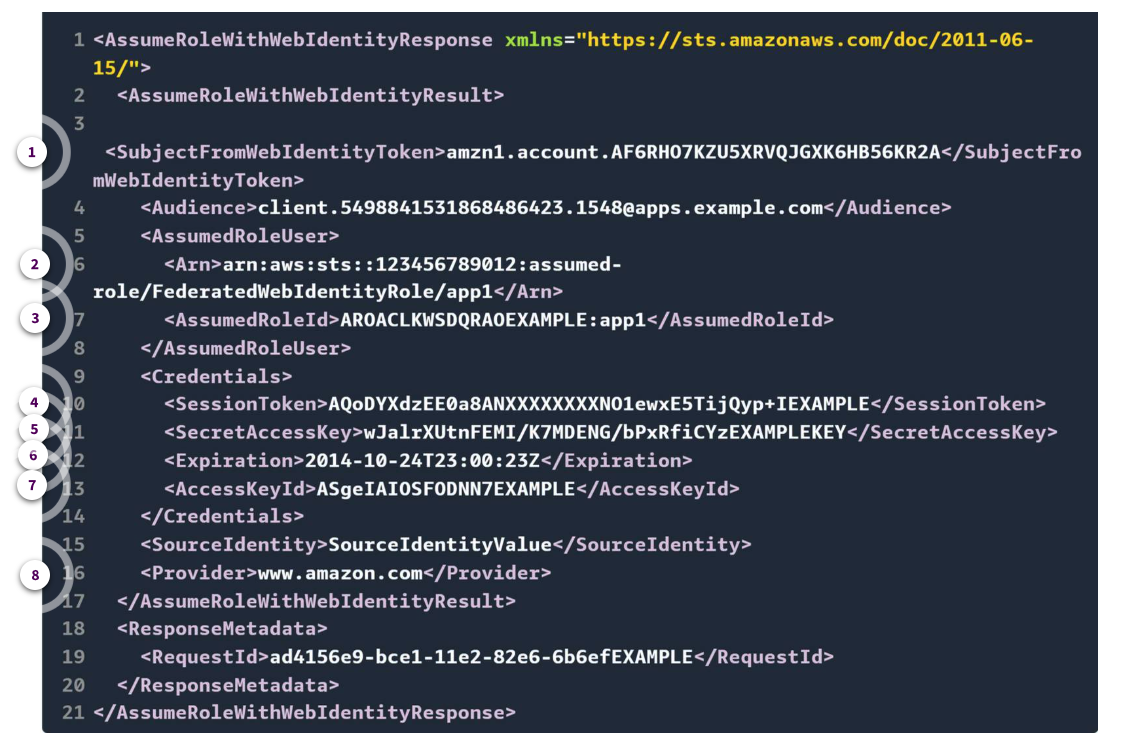 1 <AssumeRoleWithWebIdentityResponse xmlns="https://sts.amazonaws.com/doc/2011-06-
15/">
2 <AssumeRoleWithWebIdentityResult>
3
1 <SubjectFromWebIdentityToken>amzn1.account.AF6RHO7KZU5XRVQJGXK6HB56KR2A</SubjectFro
mWebIdentityToken>
4 <Audience>client.5498841531868486423.1548@apps.example.com</Audience>
5 <AssumedRoleUser>
2 6 <Arn>arn:aws:sts::123456789012:assumed-
role/FederatedWebIdentityRole/app1</Arn>
3 7 <AssumedRoleId>AROACLKWSDQRAOEXAMPLE:app1</AssumedRoleId>
8 </AssumedRoleUser>
9 <Credentials>
4 10 <SessionToken>AQoDYXdzEE0a8ANXXXXXXXXNO1ewxE5TijQyp+IEXAMPLE</SessionToken>
5 11 <SecretAccessKey>wJalrXUtnFEMI/K7MDENG/bPxRfiCYzEXAMPLEKEY</SecretAccessKey>
6 12 <Expiration>2014-10-24T23:00:23Z</Expiration>
7 13 <AccessKeyId>ASgeIAIOSFODNN7EXAMPLE</AccessKeyId>
14 </Credentials>
15 <SourceIdentity>SourceIdentityValue</SourceIdentity>
8 16 <Provider>www.amazon.com</Provider>
17 </AssumeRoleWithWebIdentityResult>
18 <ResponseMetadata>
19 <RequestId>ad4156e9-bce1-11e2-82e6-6b6efEXAMPLE</RequestId>
20 </ResponseMetadata>
21 </AssumeRoleWithWebIdentityResponse>